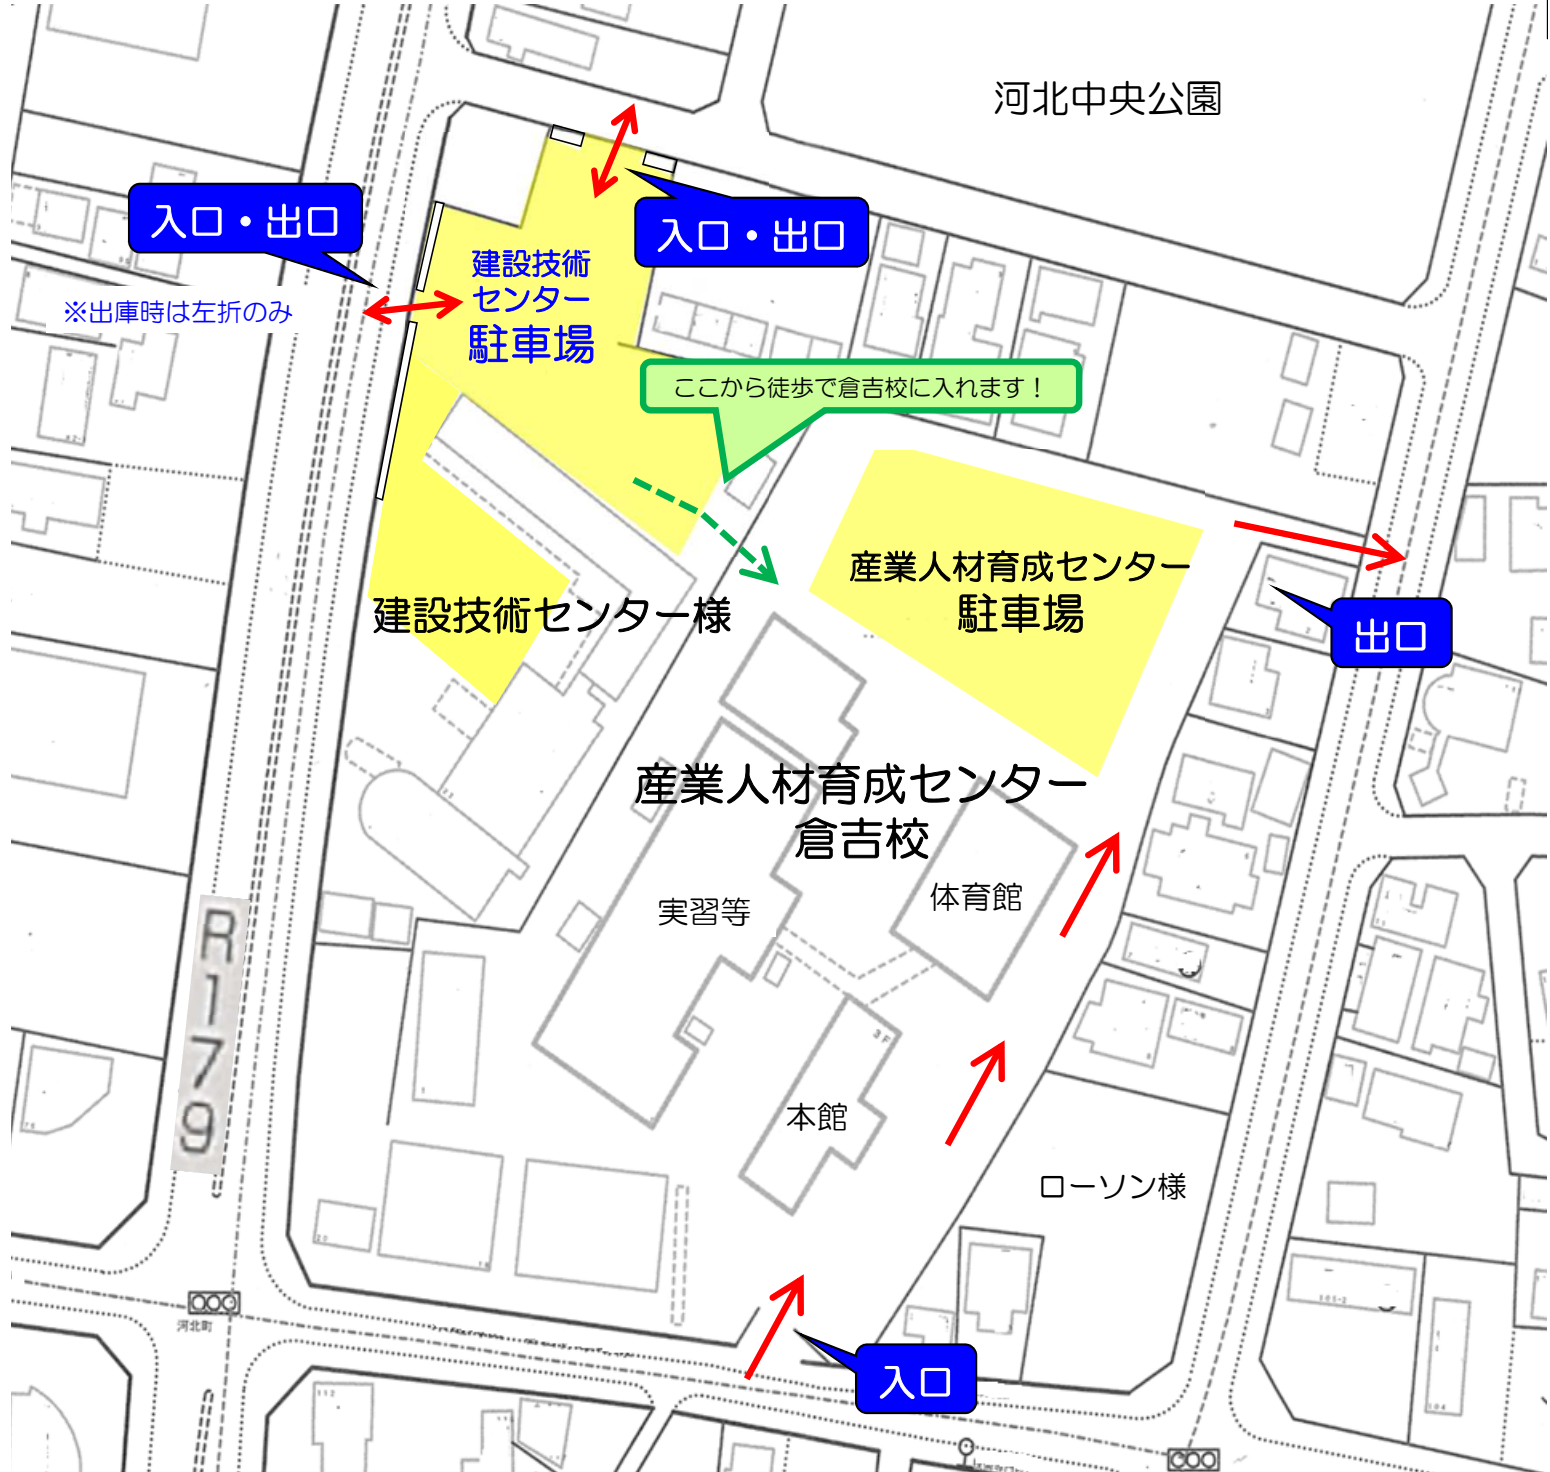 河北中央公園
入口・出口
入口・出口
建設技術
センター
駐車場
※出庫時は左折のみ
ここから徒歩で倉吉校に入れます！
産業人材育成センター
駐車場
建設技術センター様
出口
産業人材育成センター
倉吉校
体育館
実習等
R179
3F
本館
ローソン様
河北町
入口